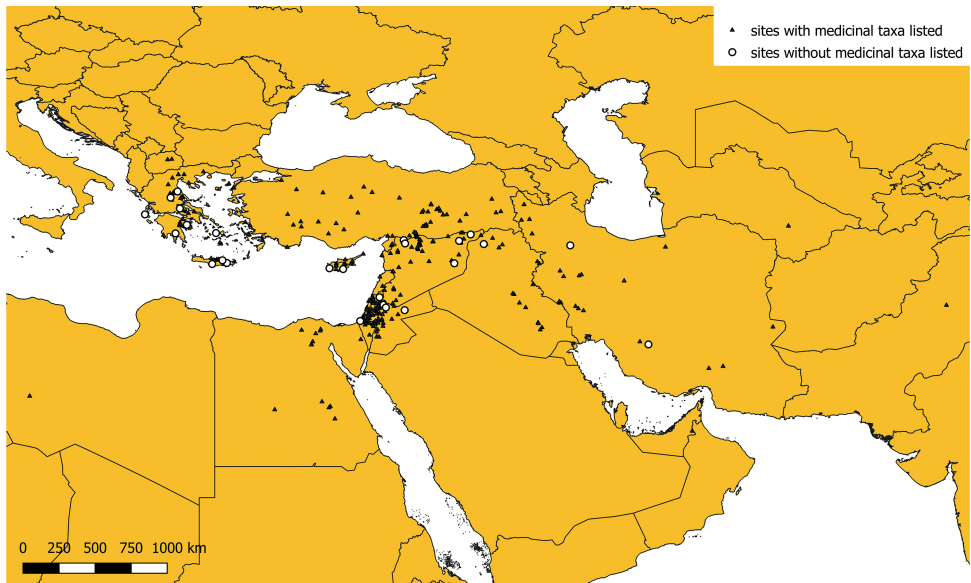 sites with medicinal taxa listed
sites without medicinal taxa listed
0 250 500 750 1000 km